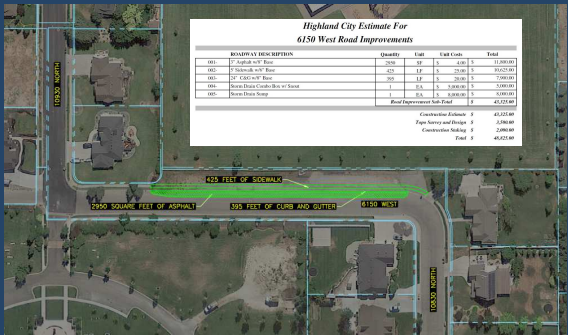 Highland City Estimate For
6150 West Road Improvements
ROADWAY DESCRIPTION Quantity Unit Unit Costs Total
001- 3" Asphalt w/8" Base 2950 SF $ 4.00 $ 11,800.00
002- 5' Sidewalk w/6" Base 425 LF $ 25.00 $ 10,625.00
003- 24" C&G w/6" Base 395 LF $ 20.00 $ 7,900.00
004- Storm Drain Combo Box w/ Snout 1 EA $ 5,000.00 $ 5,000.00
005- Storm Drain Sump 1 EA $ 8,000.00 $ 8,000.00
Road Improvement Sub-Total $ 43,325.00
Construction Estimate $ 43,325.00
Topo Survey and Design $ 3,500.00
Construction Staking $ 2,000.00
Total $ 48,825.00
10930 NORTH
425 FEET OF SIDEWALK
2950 SQUARE FEET OF ASPHALT
395 FEET OF CURB AND GUTTER
6150 WEST
10830 NORTH